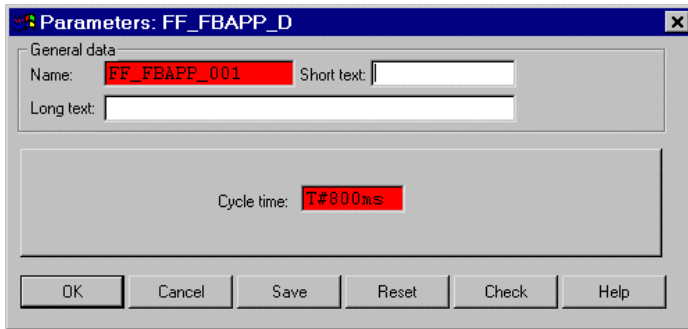 Parameters: FF_FBAPP_D
General data
Name: FF_FBAPP_001 Short text:
Long text:
Cycle time: T#800ms
OK Cancel Save Reset Check Help